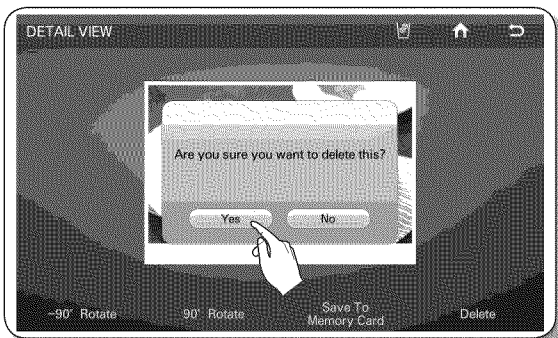 DETAIL VIEW
Are you sure you want to delete this?
Yes
No
-90° Rotate
90° Rotate
Save To
Memory Card
Delete